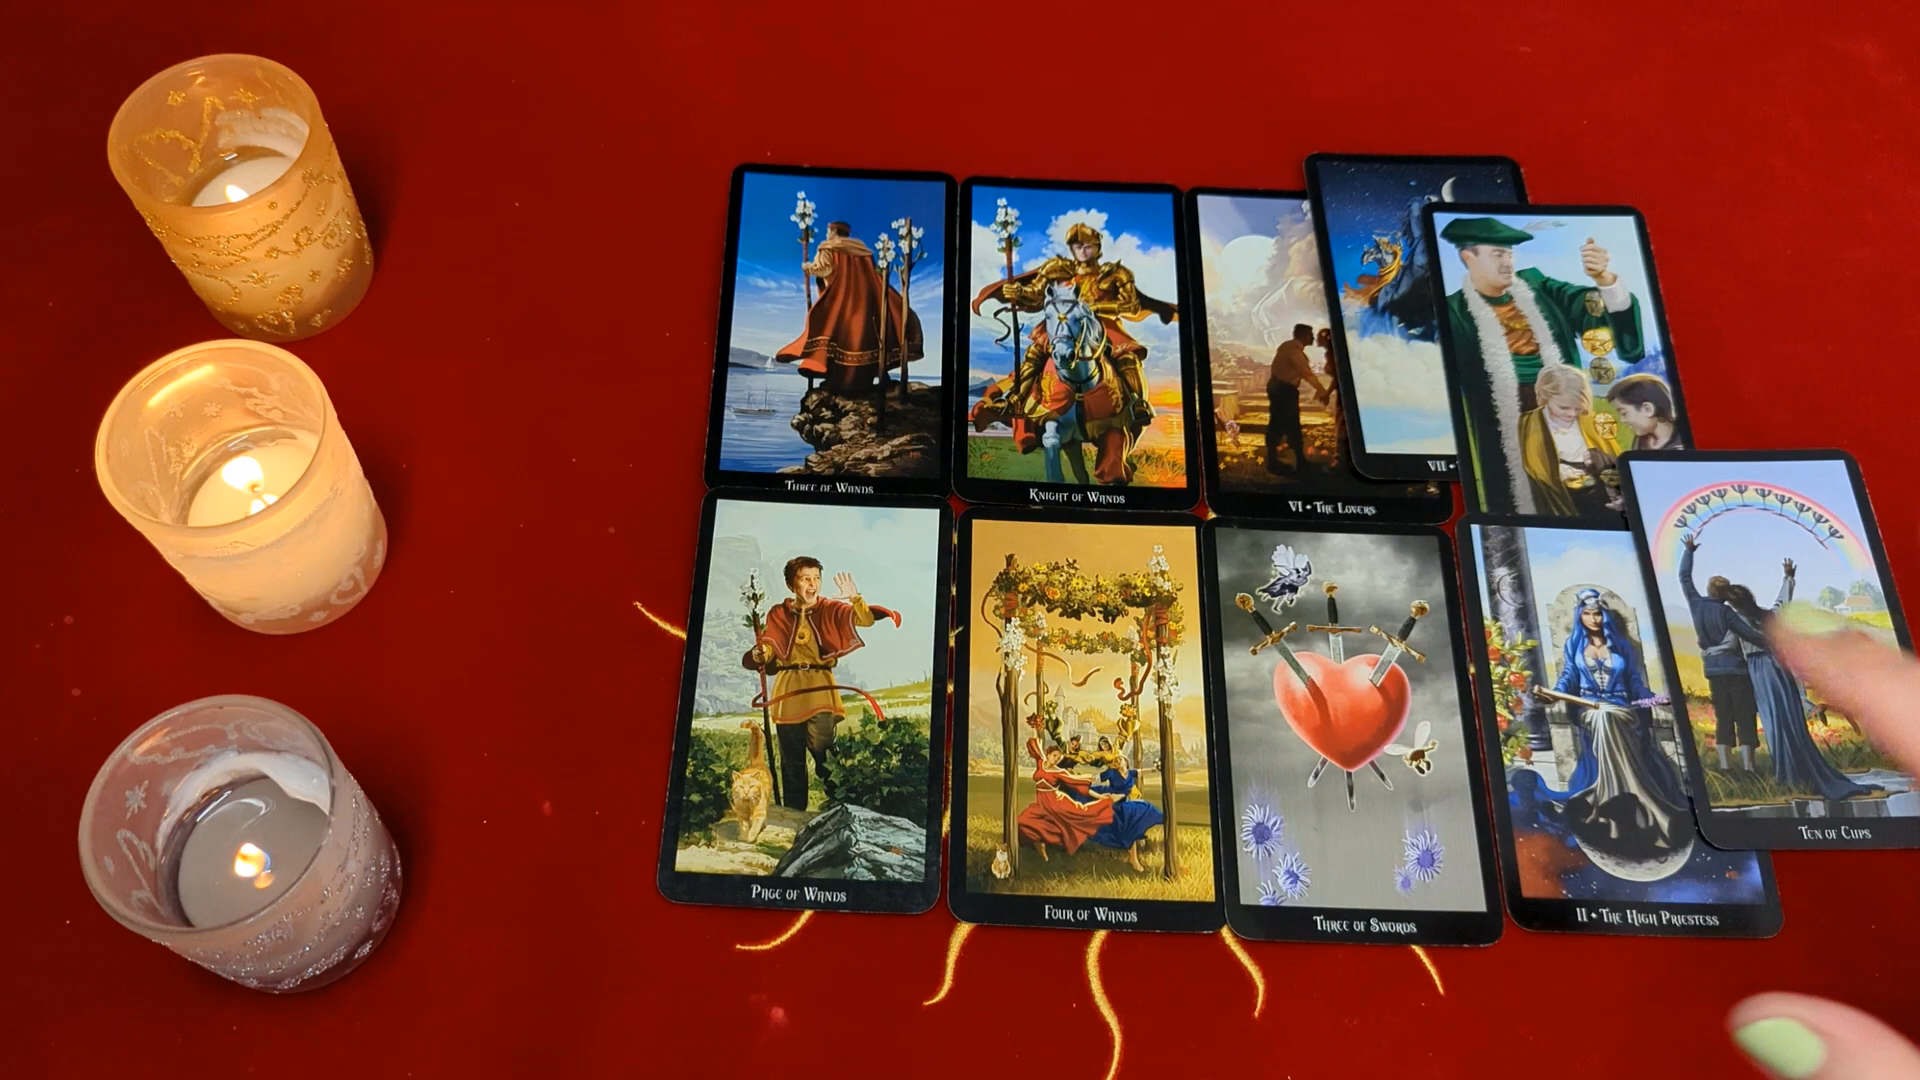 Three of Wands
Knight of Wands
VI • The Lovers
VII •
Page of Wands
Four of Wands
Three of Swords
II • The High Priestess
Ten of Cups